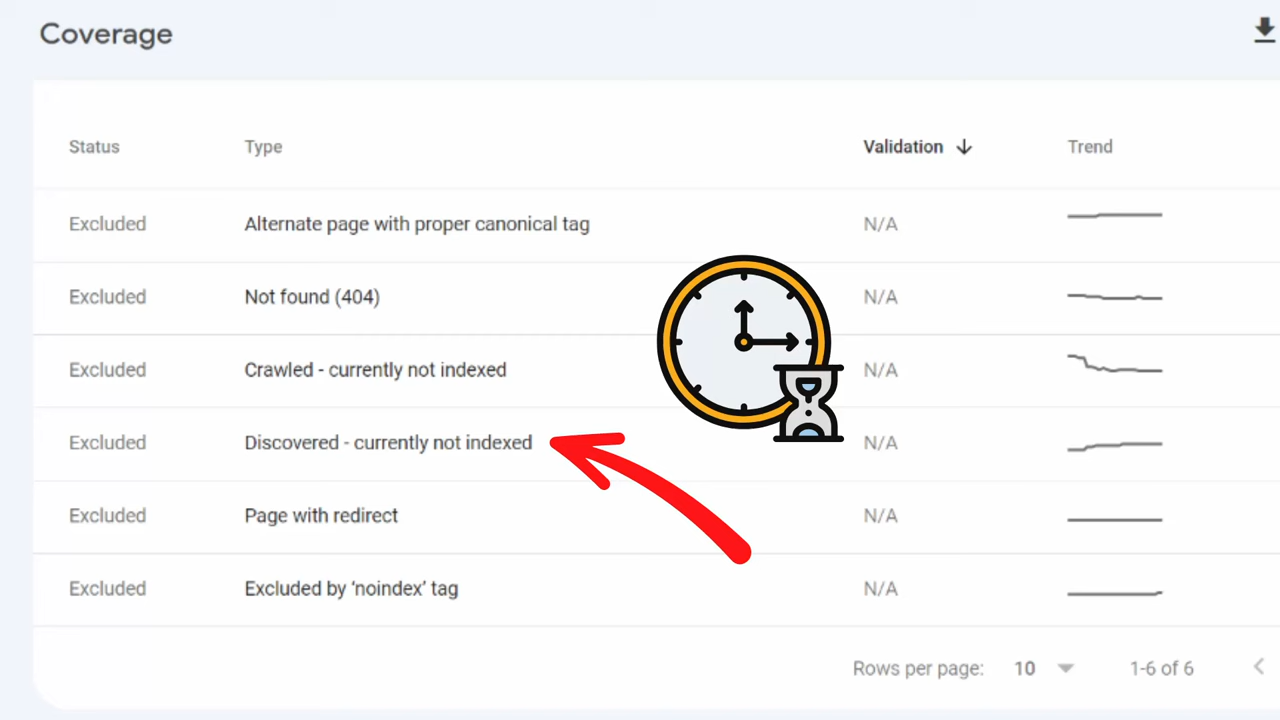 Coverage
Status Type Validation Trend
Excluded Alternate page with proper canonical tag N/A
Excluded Not found (404) N/A
Excluded Crawled - currently not indexed N/A
Excluded Discovered - currently not indexed N/A
Excluded Page with redirect N/A
Excluded Excluded by ‘noindex’ tag N/A
Rows per page: 10 1-6 of 6